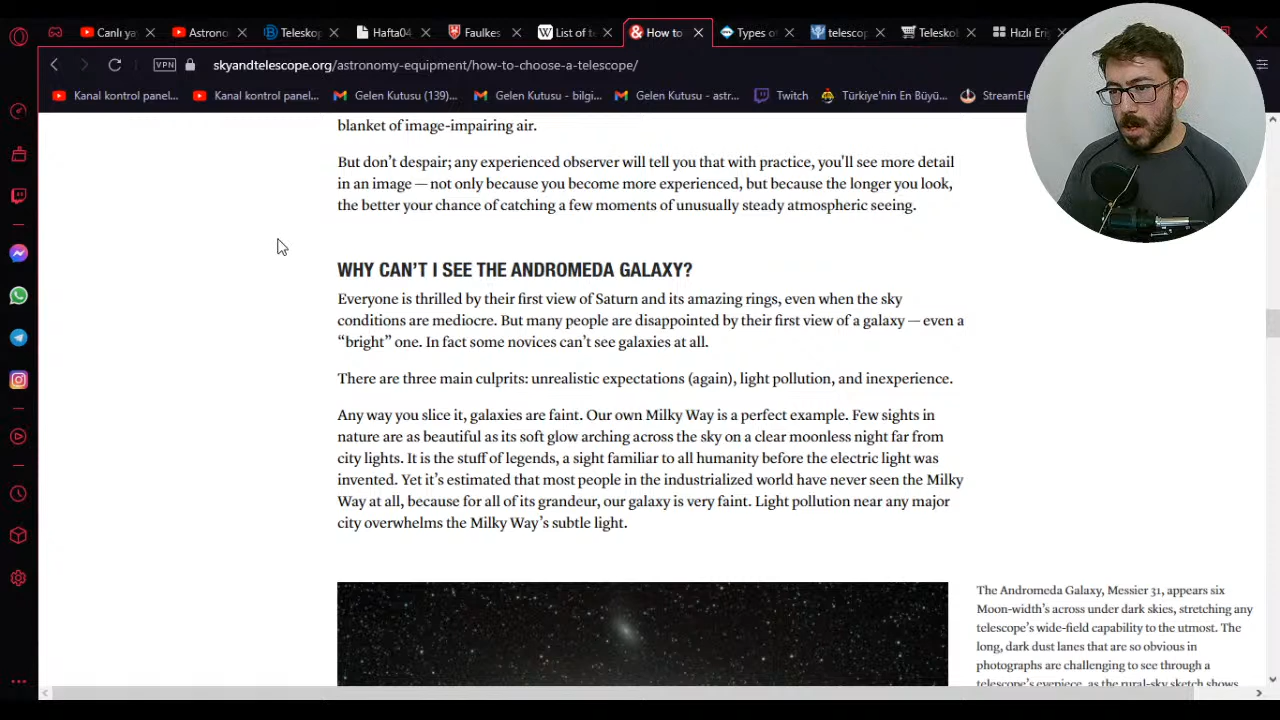 Canlı ya
Astrono
Telesko
Hafta04
Faulkes
List of te
How to
Types o
telescop
Telesko
Hızlı Eri
VPN
skyandtelescope.org/astronomy-equipment/how-to-choose-a-telescope/
Kanal kontrol panel...
Kanal kontrol panel...
Gelen Kutusu (139)...
Gelen Kutusu - bilgi...
Gelen Kutusu - astr...
Twitch
Türkiye'nin En Büyü...
StreamEle
blanket of image-impairing air.
But don't despair; any experienced observer will tell you that with practice, you'll see more detail
in an image — not only because you become more experienced, but because the longer you look,
the better your chance of catching a few moments of unusually steady atmospheric seeing.
WHY CAN'T I SEE THE ANDROMEDA GALAXY?
Everyone is thrilled by their first view of Saturn and its amazing rings, even when the sky
conditions are mediocre. But many people are disappointed by their first view of a galaxy — even a
“bright” one. In fact some novices can't see galaxies at all.
There are three main culprits: unrealistic expectations (again), light pollution, and inexperience.
Any way you slice it, galaxies are faint. Our own Milky Way is a perfect example. Few sights in
nature are as beautiful as its soft glow arching across the sky on a clear moonless night far from
city lights. It is the stuff of legends, a sight familiar to all humanity before the electric light was
invented. Yet it's estimated that most people in the industrialized world have never seen the Milky
Way at all, because for all of its grandeur, our galaxy is very faint. Light pollution near any major
city overwhelms the Milky Way's subtle light.
The Andromeda Galaxy, Messier 31, appears six
Moon-width's across under dark skies, stretching any
telescope's wide-field capability to the utmost. The
long, dark dust lanes that are so obvious in
photographs are challenging to see through a
telescope's eyepiece, as the rural-sky sketch shows